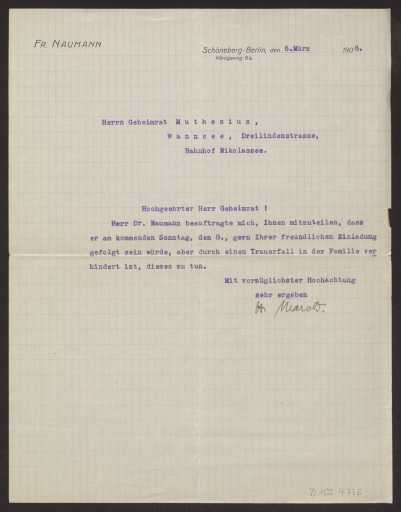 FR. NAUMANN
Schöneberg-Berlin, den 6.März 1908.
Königsweg 6a.
Herrn Geheimrat Muthesius,
Wannsee, Dreilindenstrasse,
Bahnhof Nikolassee.
Hochgeehrter Herr Geheimrat !
Herr Dr. Naumann beauftragte mich, Ihnen mitzuteilen, dass
er am kommenden Sonntag, den 8., gern Ihrer freundlichen Einladung
gefolgt sein würde, aber durch einen Trauerfall in der Familie ver
hindert ist, dieses zu tun.
Mit vorzüglichster Hochachtung
sehr ergeben